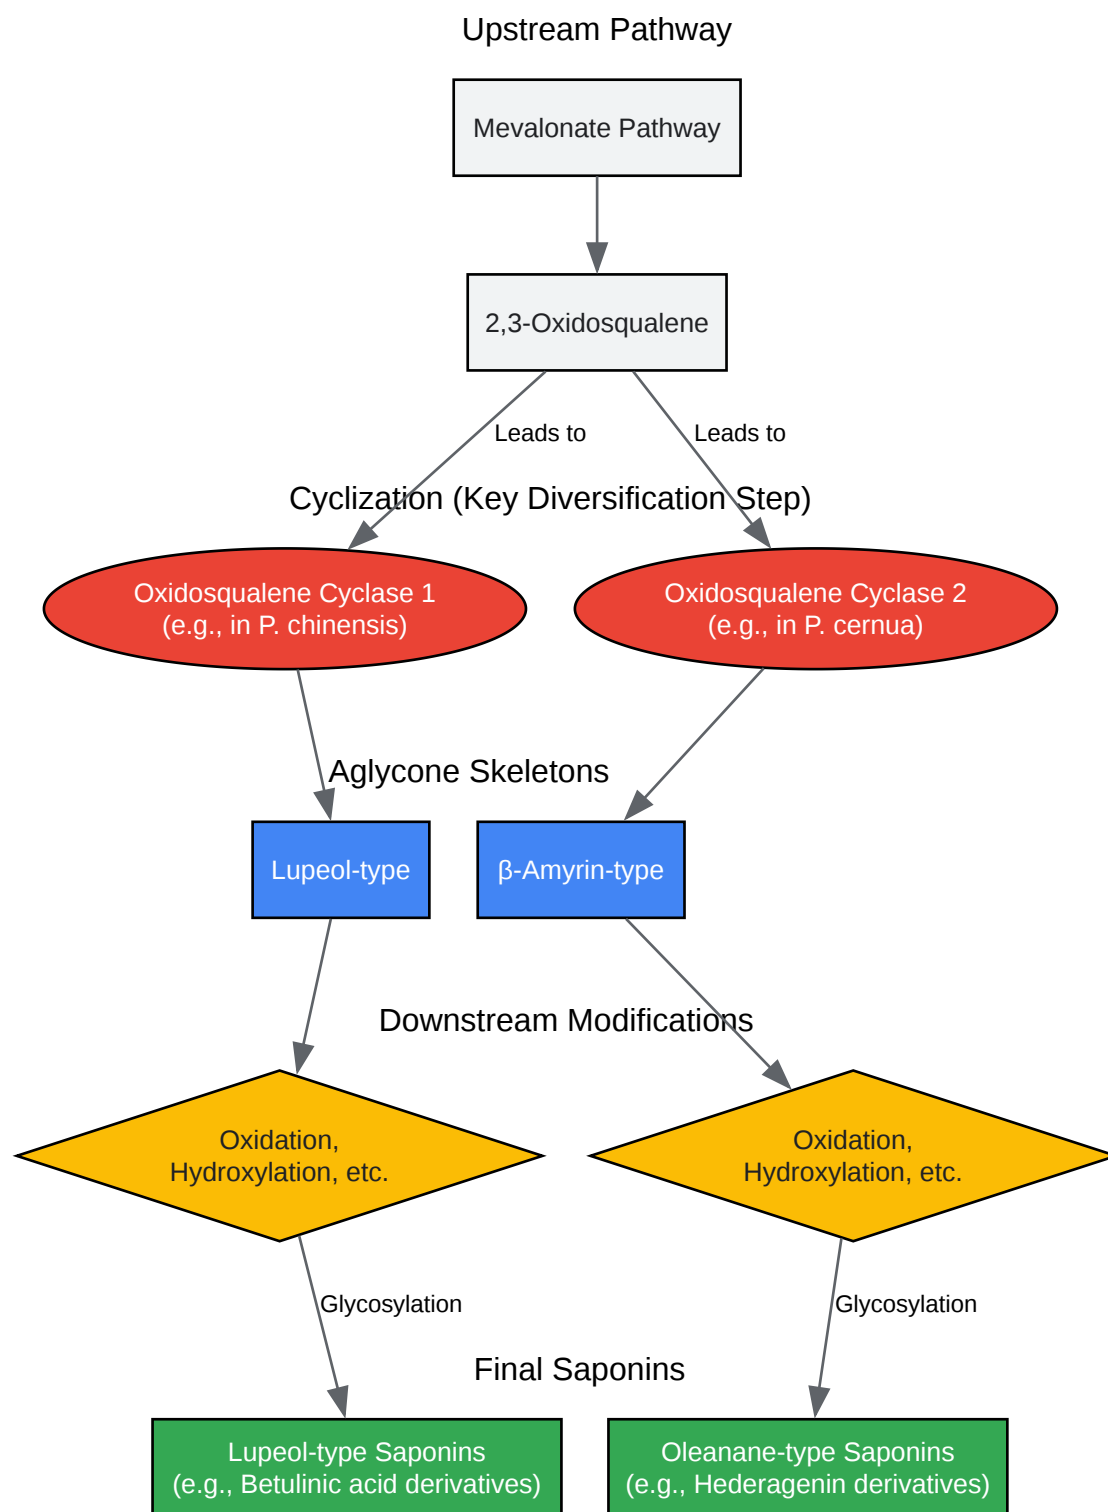 Upstream Pathway
Mevalonate Pathway
2,3-Oxidosqualene
Leads to
Leads to
Cyclization (Key Diversification Step)
Oxidosqualene Cyclase 1
(e.g., in P. chinensis)
Oxidosqualene Cyclase 2
(e.g., in P. cernua)
Aglycone Skeletons
Lupeol-type
β-Amyrin-type
Downstream Modifications
Oxidation,
Hydroxylation, etc.
Oxidation,
Hydroxylation, etc.
Glycosylation
Glycosylation
Final Saponins
Lupeol-type Saponins
(e.g., Betulinic acid derivatives)
Oleanane-type Saponins
(e.g., Hederagenin derivatives)